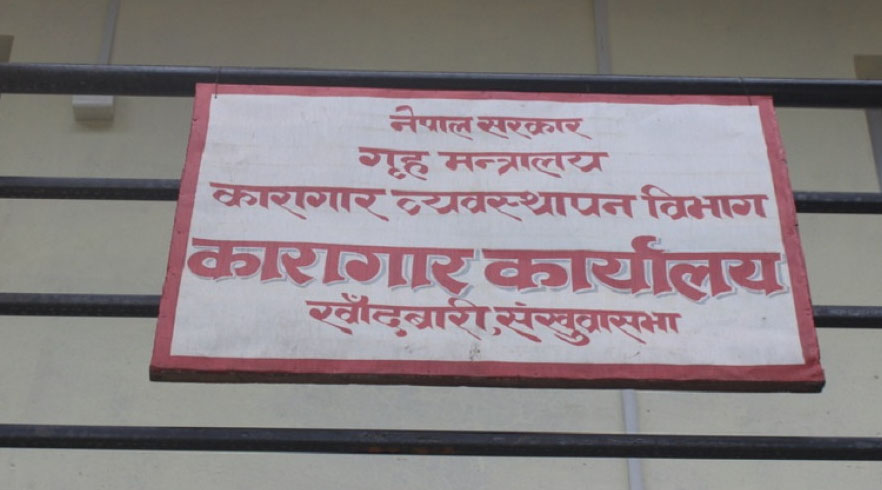 नेपाल सरकार
गृह मन्त्रालय
कारागार व्यवस्थापन विभाग
कारागार कार्यालय
खाँदबारी, संखुवासभा